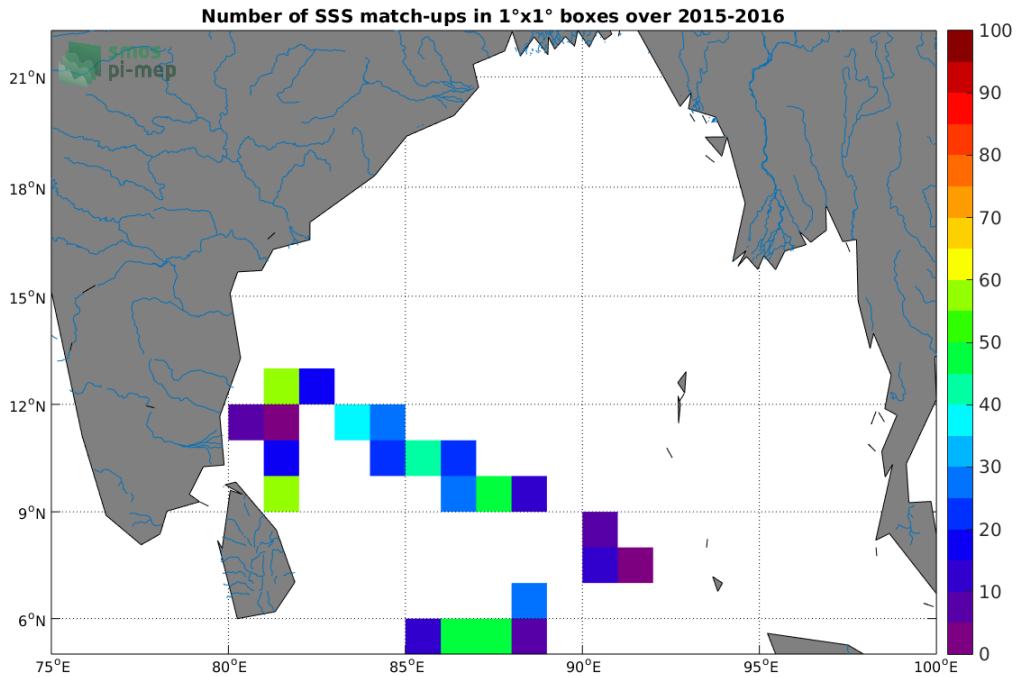 Number of SSS match-ups in 1°x1° boxes over 2015-2016
smos
pi-mep
21°N
18°N
15°N
12°N
9°N
6°N
75°E
80°E
85°E
90°E
95°E
100°E
100
90
80
70
60
50
40
30
20
10
0